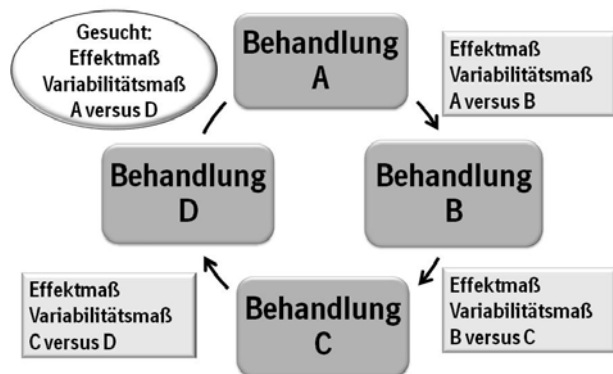 Gesucht:
Effektmaß
Variabilitätsmaß
A versus D
Behandlung
A
Effektmaß
Variabilitätsmaß
A versus B
Behandlung
D
Behandlung
B
Effektmaß
Variabilitätsmaß
C versus D
Behandlung
C
Effektmaß
Variabilitätsmaß
B versus C